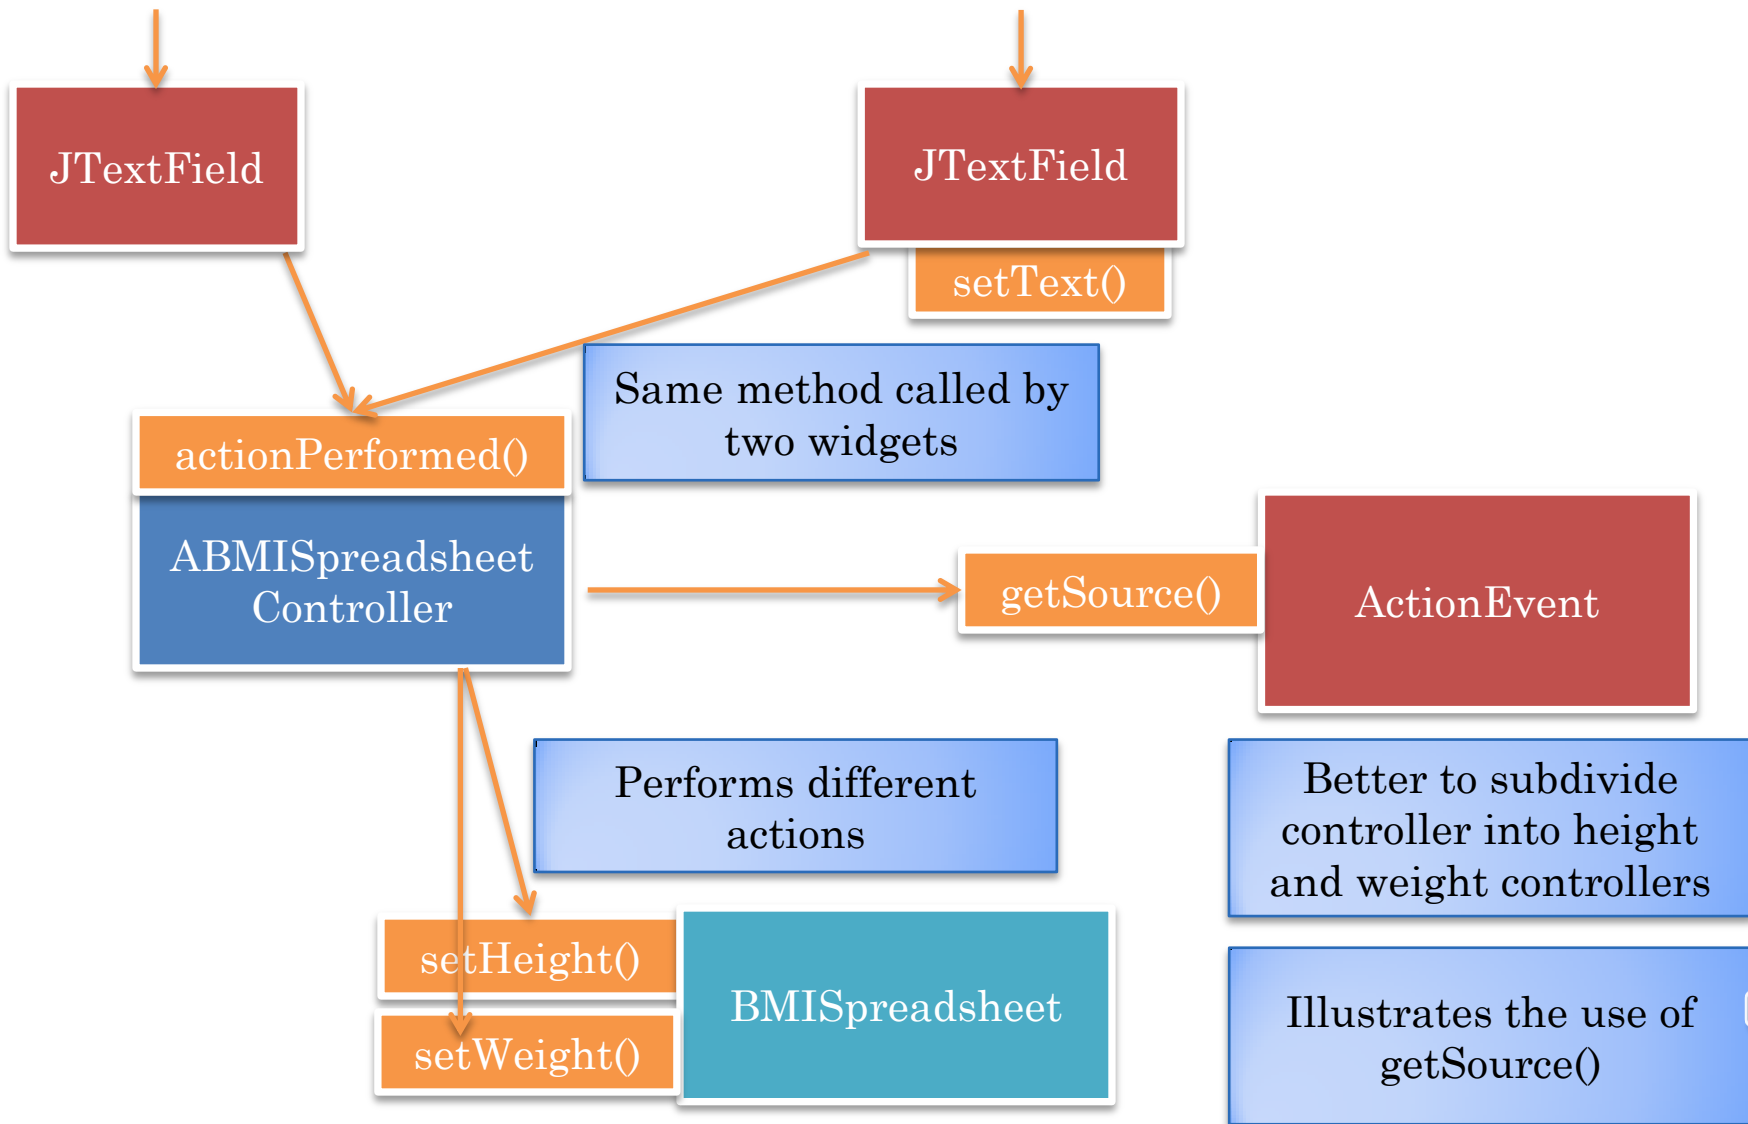 JTextField
JTextField
setText()
Same method called by
two widgets
actionPerformed()
ABMISpreadsheet
Controller
getSource()
ActionEvent
Performs different
actions
Better to subdivide
controller into height
and weight controllers
setHeight()
BMISpreadsheet
setWeight()
Illustrates the use of
getSource()